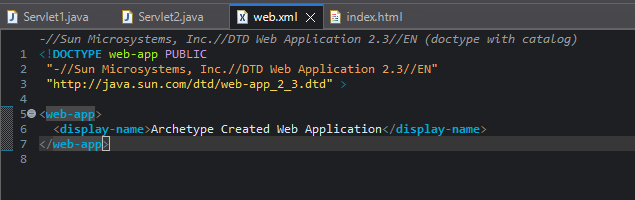 Servlet1.java
Servlet2.java
web.xml
index.html
-//Sun Microsystems, Inc.//DTD Web Application 2.3//EN (doctype with catalog)
1 <!DOCTYPE web-app PUBLIC
2 "-//Sun Microsystems, Inc.//DTD Web Application 2.3//EN"
3 "http://java.sun.com/dtd/web-app_2_3.dtd" >
4
5 <web-app>
6 <display-name>Archetype Created Web Application</display-name>
7 </web-app>
8